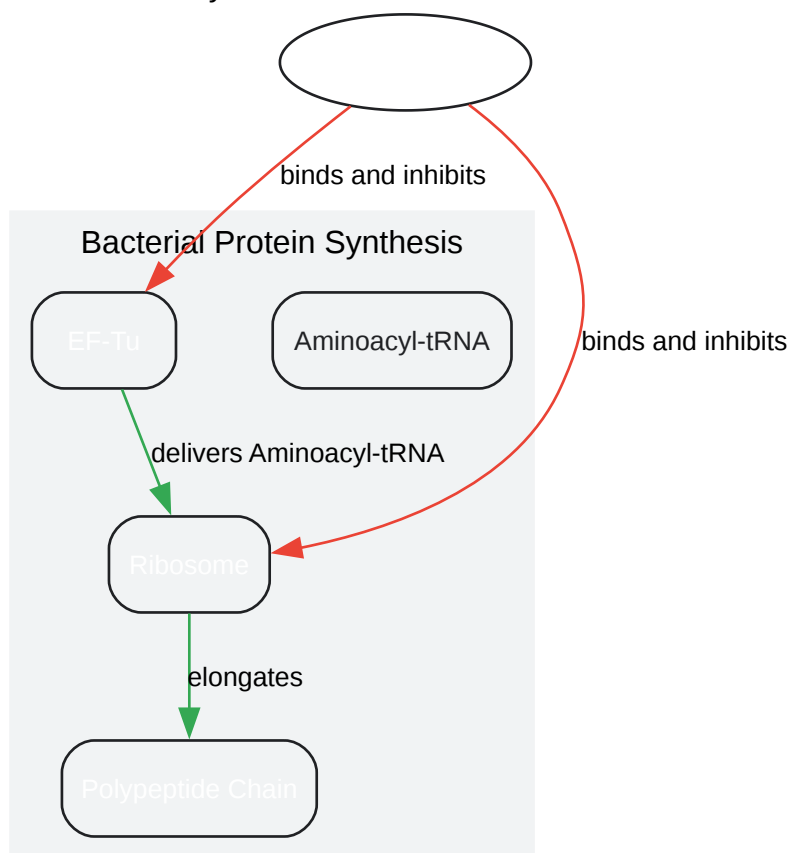 binds and inhibits
Bacterial Protein Synthesis
EF-Tu
Aminoacyl-tRNA
binds and inhibits
delivers Aminoacyl-tRNA
Ribosome
elongates
Polypeptide Chain